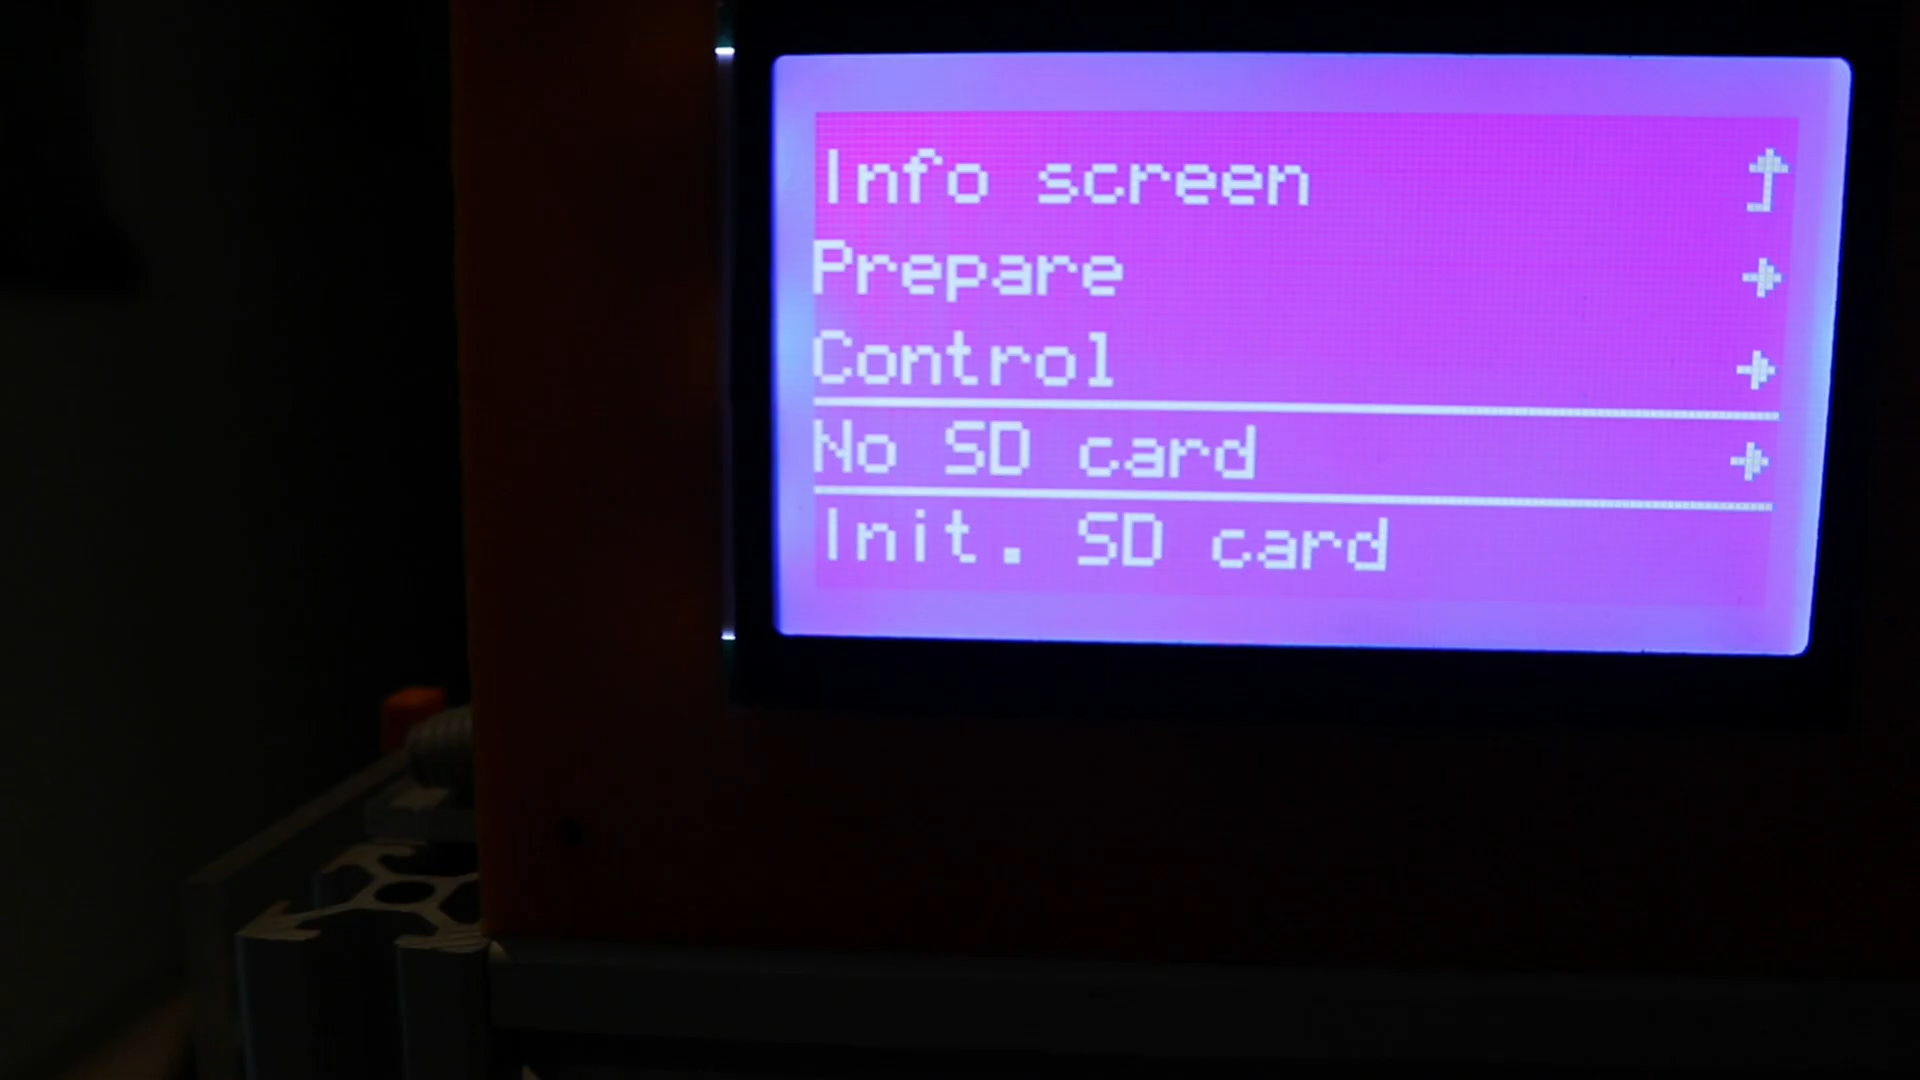 Info screen
Prepare
Control
No SD card
Init. SD card